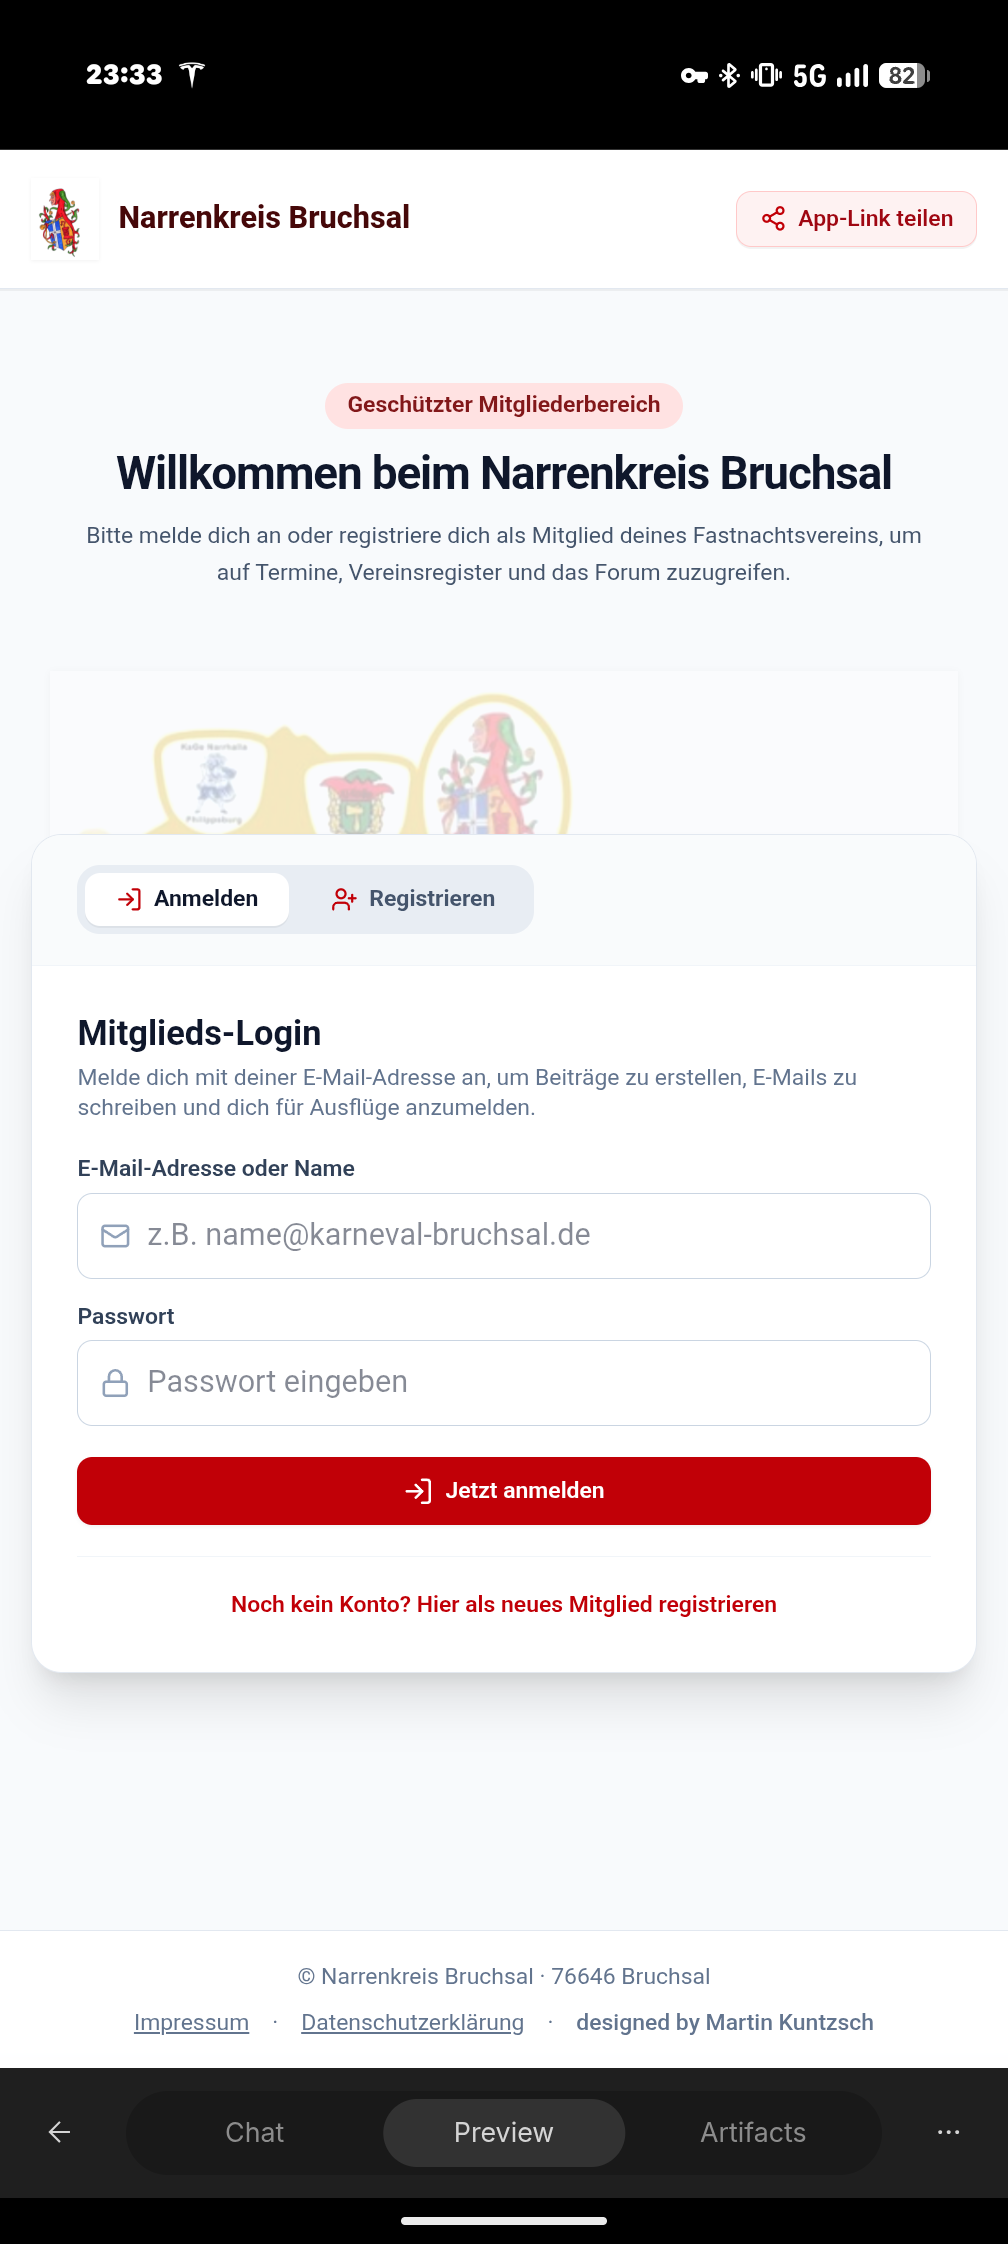 23:33
5G
82
Narrenkreis Bruchsal
App-Link teilen
Geschützter Mitgliederbereich
Willkommen beim Narrenkreis Bruchsal
Bitte melde dich an oder registriere dich als Mitglied deines Fastnachtsvereins, um
auf Termine, Vereinsregister und das Forum zuzugreifen.
KaGe Narrhalla
Philippsburg
Anmelden
Registrieren
Mitglieds-Login
Melde dich mit deiner E-Mail-Adresse an, um Beiträge zu erstellen, E-Mails zu
schreiben und dich für Ausflüge anzumelden.
E-Mail-Adresse oder Name
z.B. name@karneval-bruchsal.de
Passwort
Passwort eingeben
Jetzt anmelden
Noch kein Konto? Hier als neues Mitglied registrieren
© Narrenkreis Bruchsal · 76646 Bruchsal
Impressum · Datenschutzerklärung · designed by Martin Kuntzsch
Chat
Preview
Artifacts